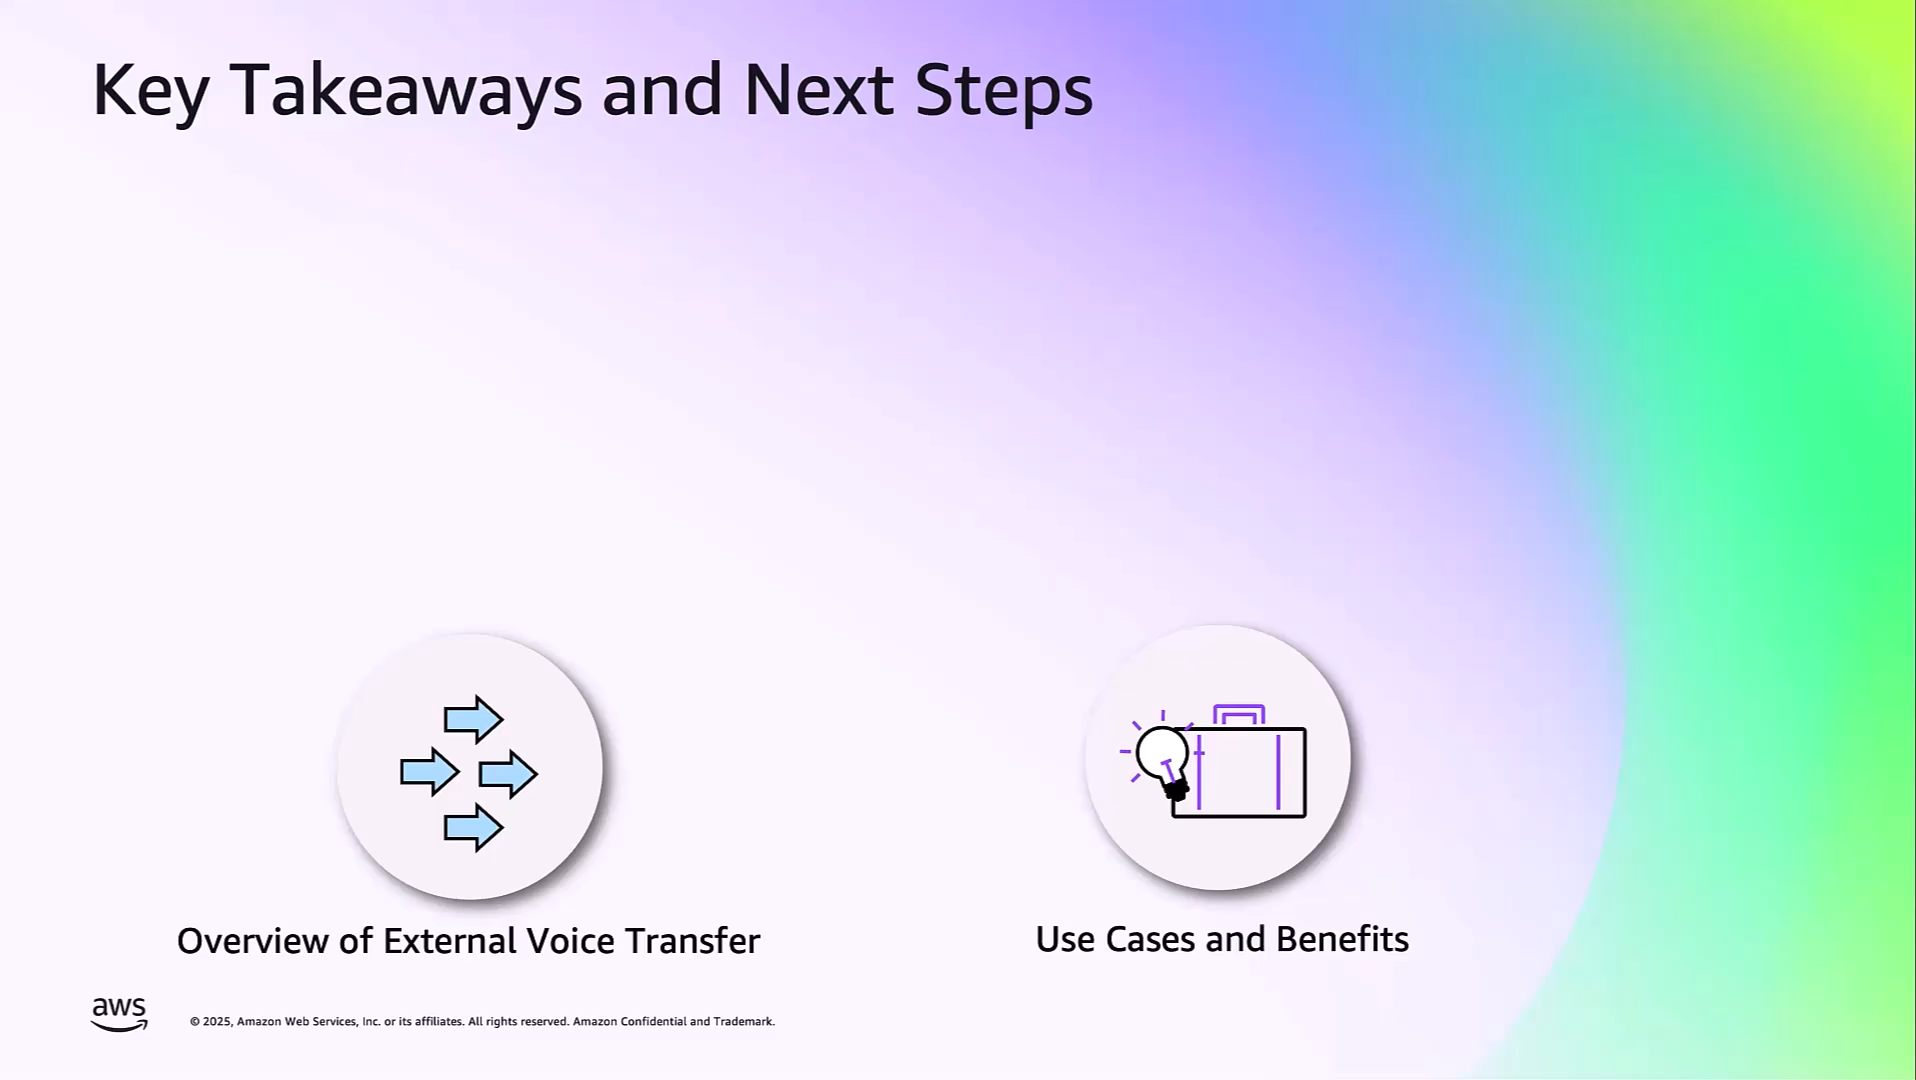 Key Takeaways and Next Steps
Overview of External Voice Transfer
Use Cases and Benefits
aws
© 2025, Amazon Web Services, Inc. or its affiliates. All rights reserved. Amazon Confidential and Trademark.